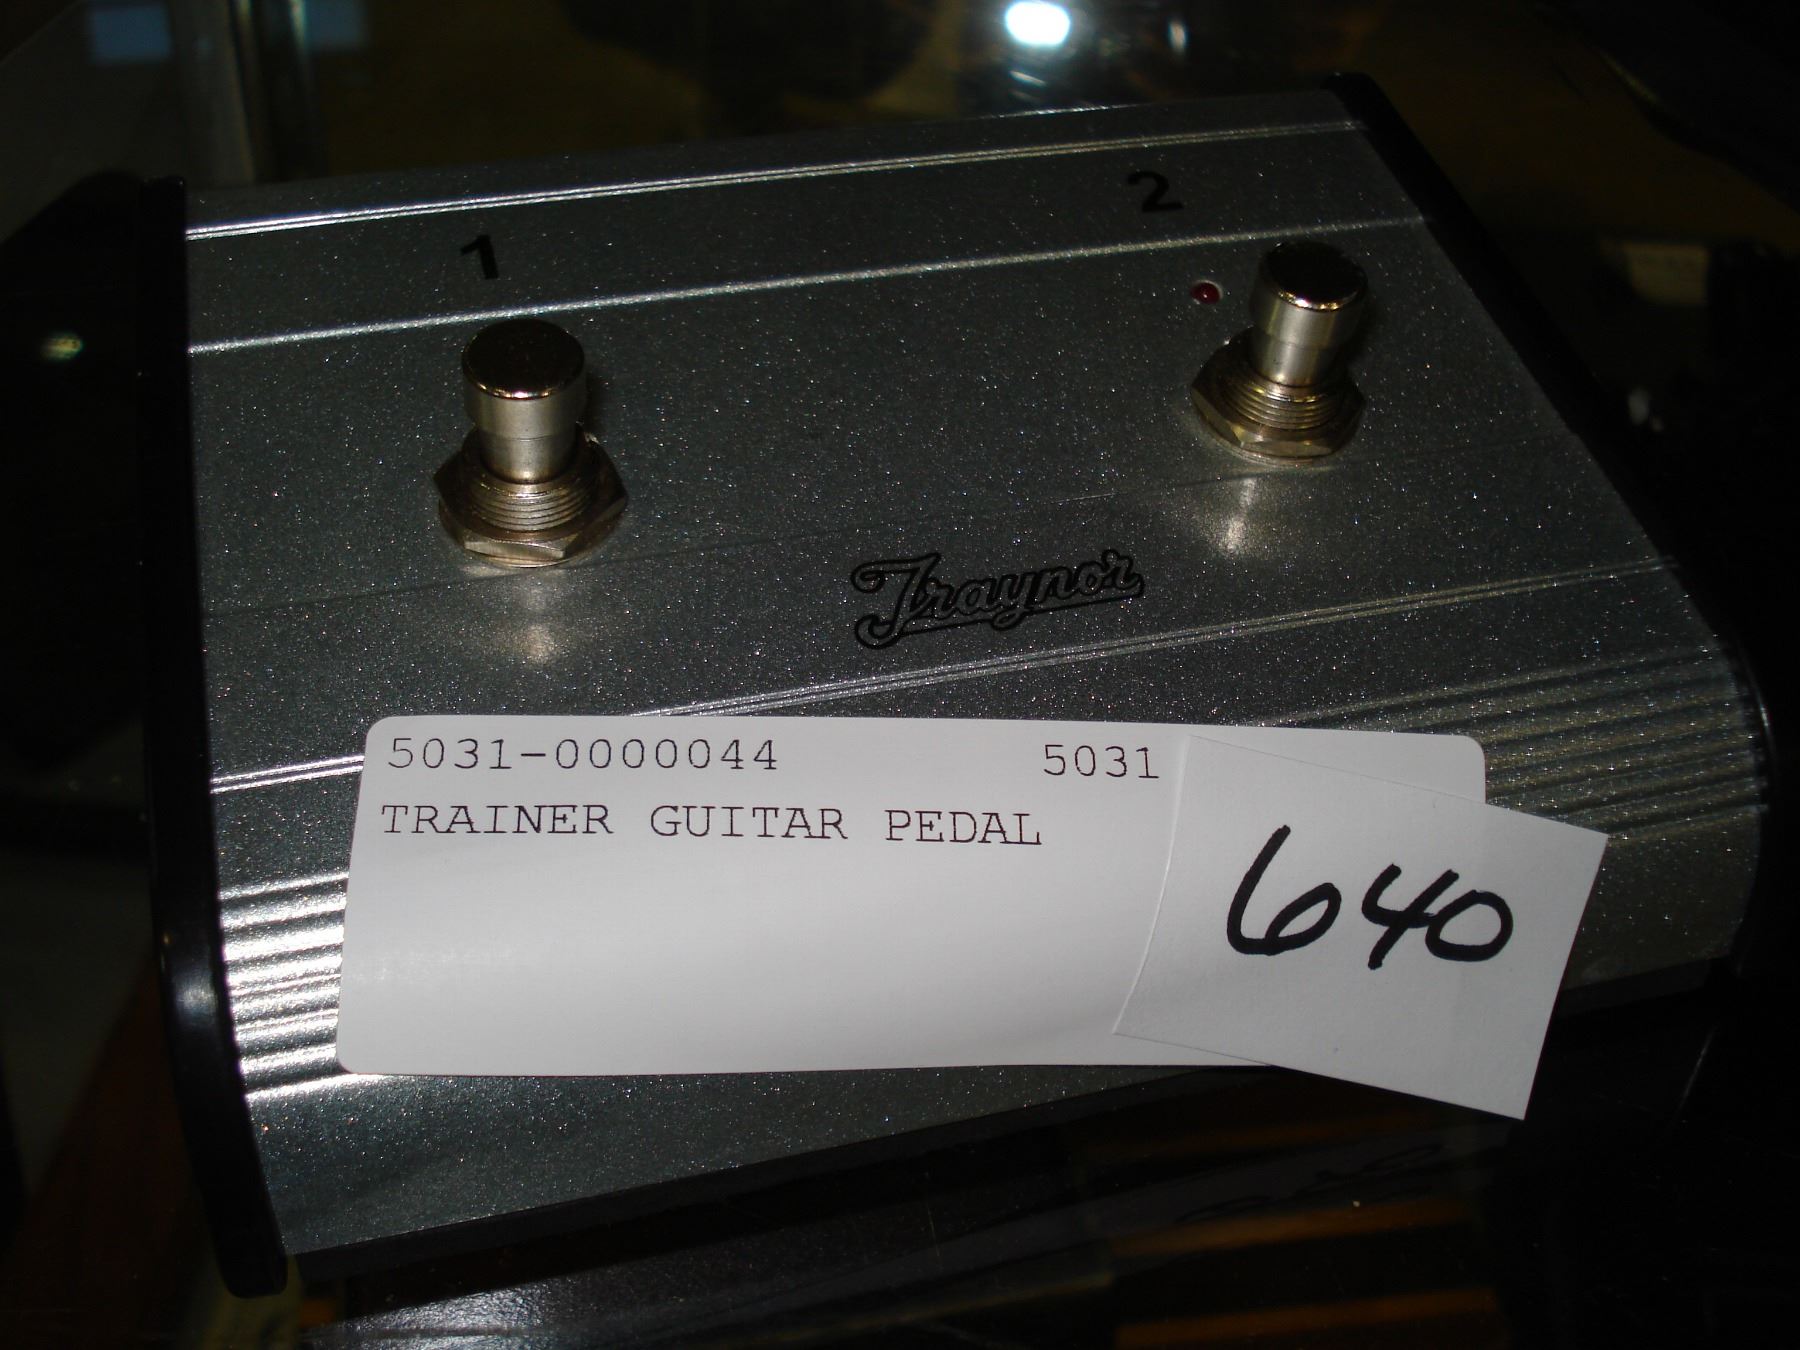 1
2
Traynor
5031-0000044 5031
TRAINER GUITAR PEDAL
640